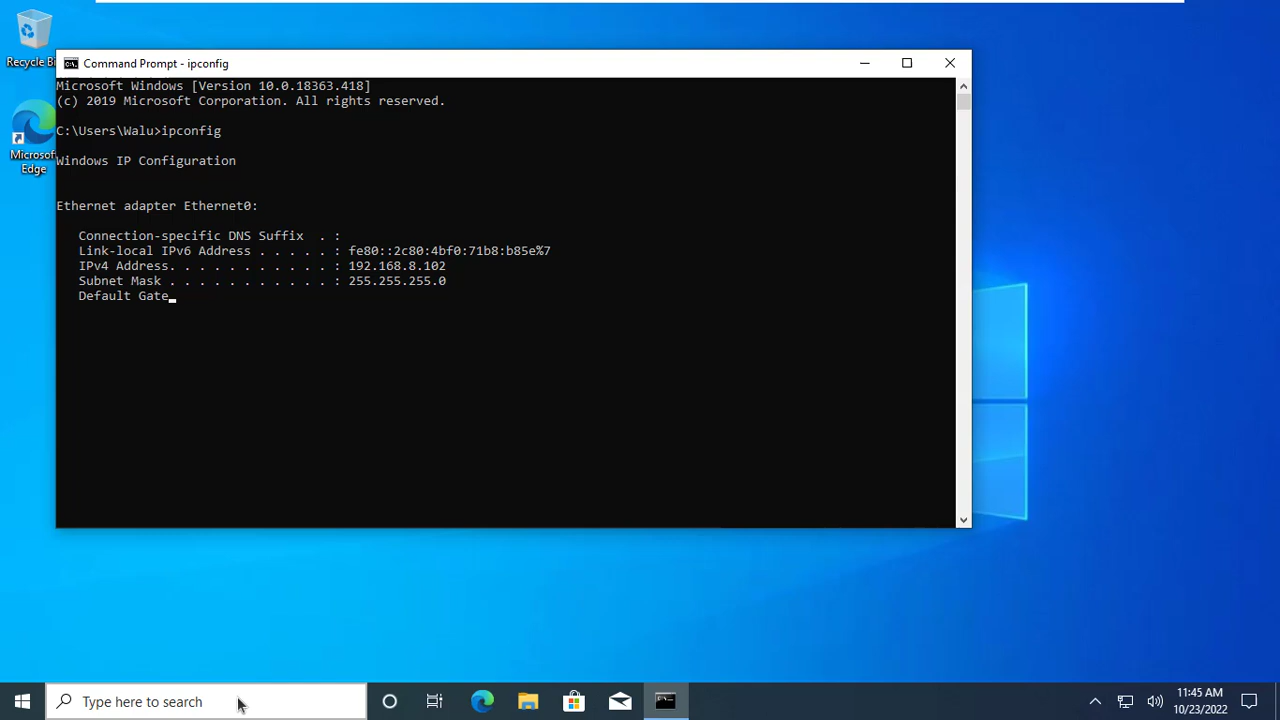 Recycle Bi
Microsof
Edge
Command Prompt - ipconfig
Microsoft Windows [Version 10.0.18363.418]
(c) 2019 Microsoft Corporation. All rights reserved.
C:\Users\Walu>ipconfig
Windows IP Configuration
Ethernet adapter Ethernet0:
Connection-specific DNS Suffix  . :
Link-local IPv6 Address . . . . . : fe80::2c80:4bf0:71b8:b85e%7
IPv4 Address. . . . . . . . . . . : 192.168.8.102
Subnet Mask . . . . . . . . . . . : 255.255.255.0
Default Gate_
Type here to search
11:45 AM
10/23/2022